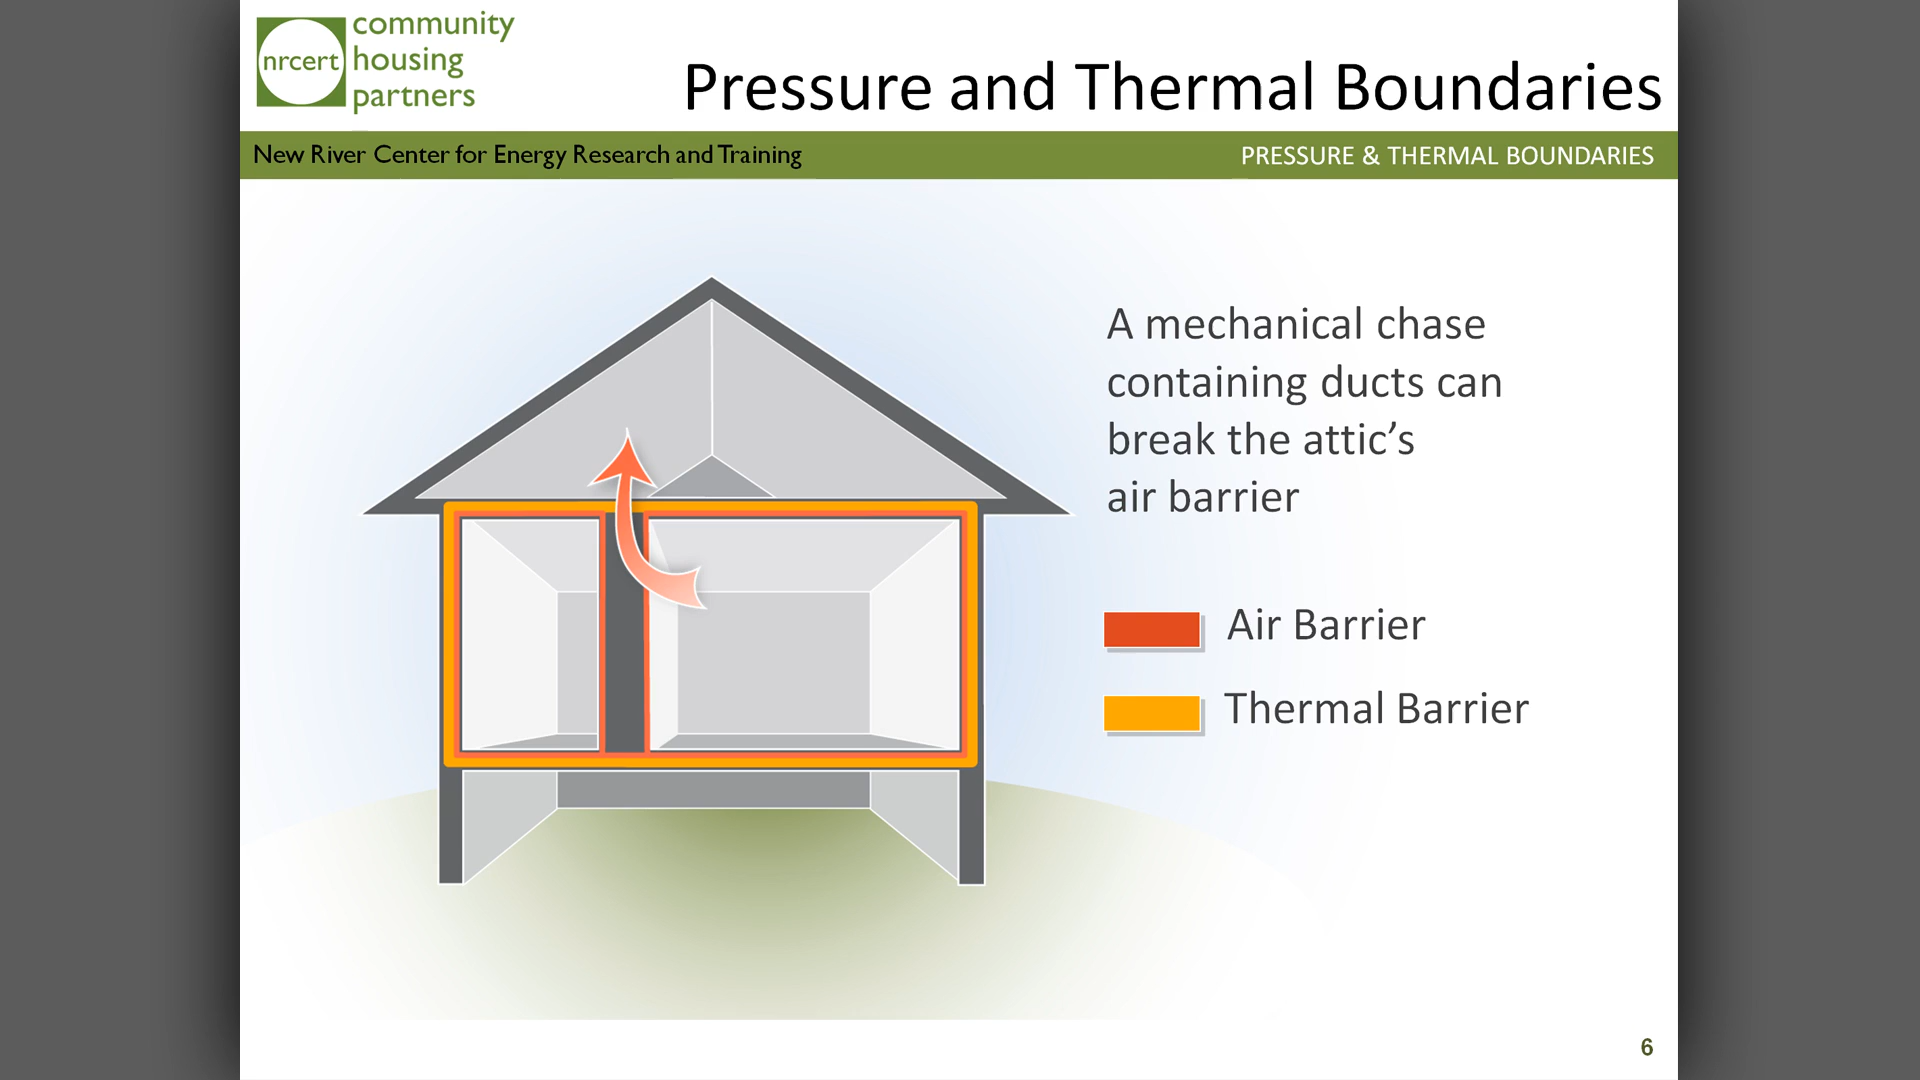 nrcert
community
housing
partners
Pressure and Thermal Boundaries
New River Center for Energy Research and Training
PRESSURE & THERMAL BOUNDARIES
A mechanical chase
containing ducts can
break the attic’s
air barrier
Air Barrier
Thermal Barrier
6